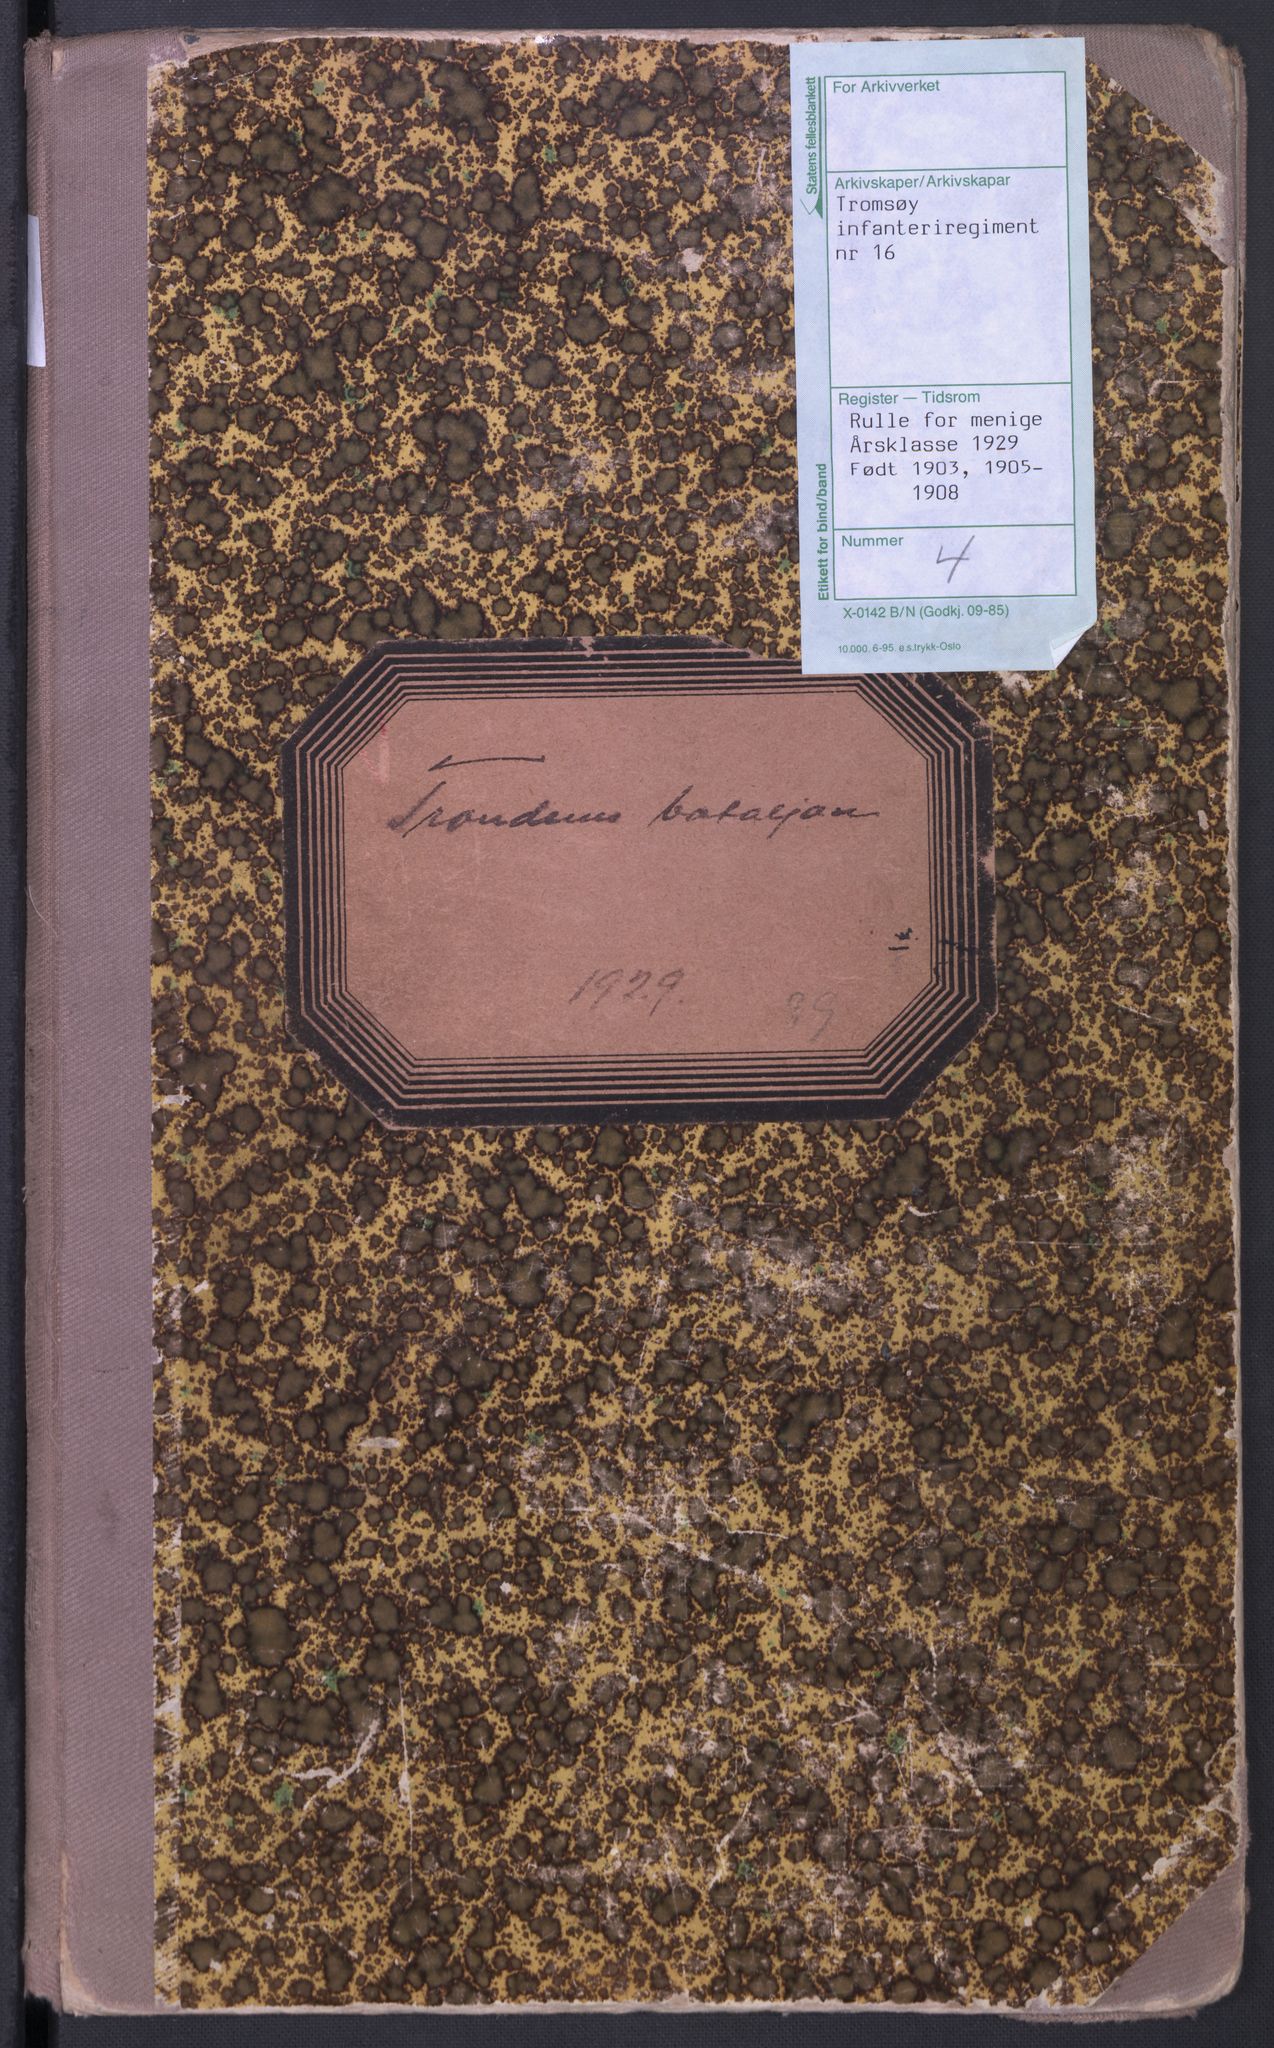 Statens fellesblankett
For Arkivverket
Arkivskaper/Arkivskapar
Tromsøy
infanteriregiment
nr 16
Register — Tidsrom
Rulle for menige
Årsklasse 1929
Født 1903, 1905-
1908
Etikett for bind/band
Nummer
4
X-0142 B/N (Godkj. 09-85)
10.000. 6-95. e.s.trykk-Oslo
Trondenes bataljon
1929.
39